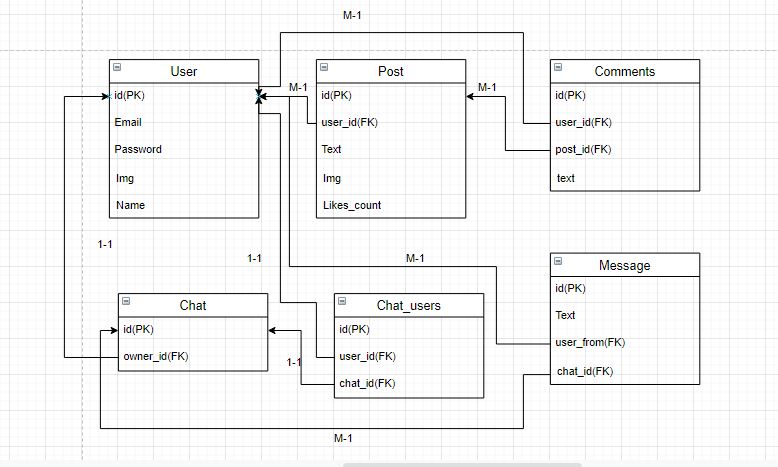 M-1
User
id(PK)
Email
Password
Img
Name
M-1
Post
id(PK)
user_id(FK)
Text
Img
Likes_count
M-1
Comments
id(PK)
user_id(FK)
post_id(FK)
text
1-1
1-1
M-1
Chat
id(PK)
owner_id(FK)
1-1
Chat_users
id(PK)
user_id(FK)
chat_id(FK)
Message
id(PK)
Text
user_from(FK)
chat_id(FK)
M-1